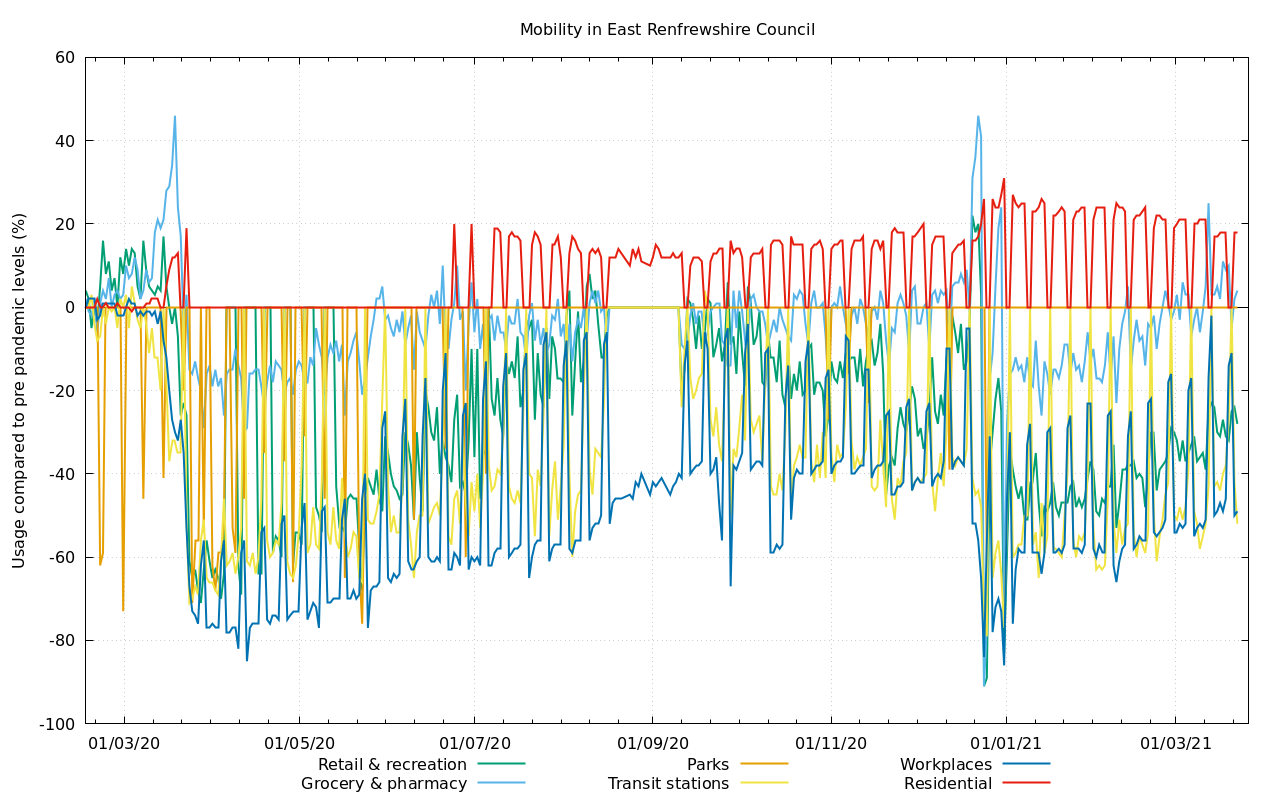 Mobility in East Renfrewshire Council
Usage compared to pre pandemic levels (%)
60
40
20
0
-20
-40
-60
-80
-100
01/03/20 01/05/20 01/07/20 01/09/20 01/11/20 01/01/21 01/03/21
Retail & recreation Parks Workplaces
Grocery & pharmacy Transit stations Residential